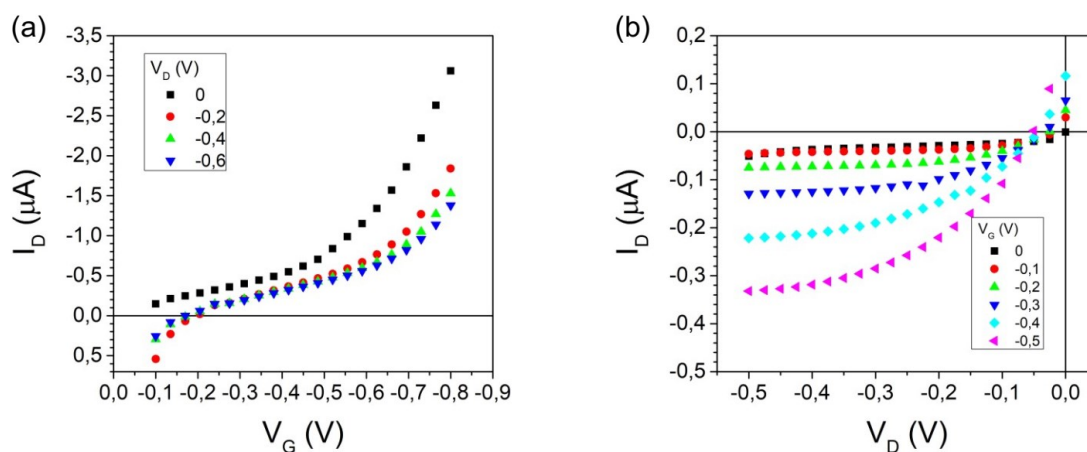 (a)
-3,5
-3,0
-2,5
-2,0
-1,5
-1,0
-0,5
0,0
0,5
I_D (μA)
V_D (V)
0
-0,2
-0,4
-0,6
0,0 -0,1 -0,2 -0,3 -0,4 -0,5 -0,6 -0,7 -0,8 -0,9
V_G (V)
(b)
0,2
0,1
0,0
-0,1
-0,2
-0,3
-0,4
-0,5
I_D (μA)
V_G (V)
0
-0,1
-0,2
-0,3
-0,4
-0,5
-0,5 -0,4 -0,3 -0,2 -0,1 0,0
V_D (V)